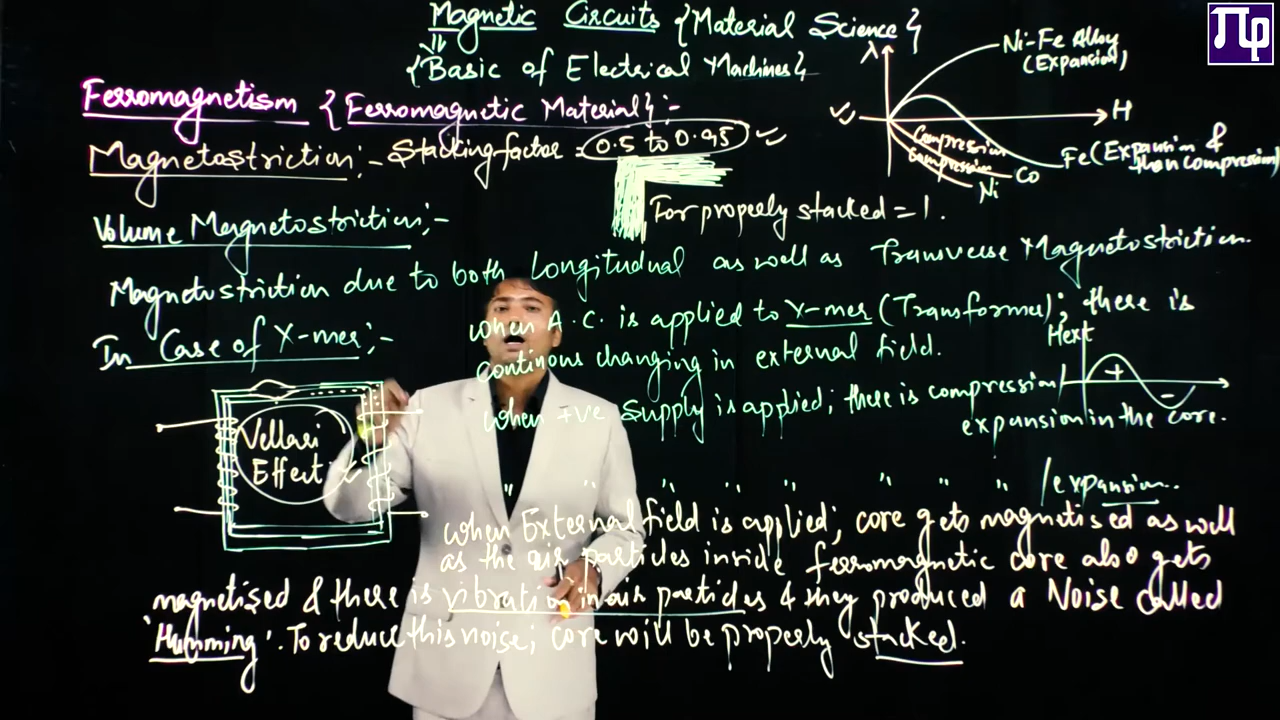 Magnetic Circuits {Material Science}
{Basic of Electrical Machines}
Ferromagnetism {Ferromagnetic Material} :-
Magnetostriction:- Stacking factor = 0.5 to 0.95
For properly stacked = 1.
λ
H
Ni-Fe Alloy
(Expansion)
Compression
Compression
Fe (Expansion &
then compression)
Co
Ni
Volume Magnetostriction:-
Magnetostriction due to both Longitudual as well as Transverse Magnetostriction.
In Case of X-mer:-
when A.C. is applied to X-mer (Transformer); there is
continous changing in external field.
when +ve supply is applied; there is compression/
expansion in the core.
" " " " " " " " /expansion.
Hext
+
-
Vellari
Effect
when External field is applied; core gets magnetised as well
as the air particles inside ferromagnetic core also gets
magnetised & there is vibration in air particles & they produced a Noise called
'Humming'. To reduce this noise; core will be properly stacked.
Πφ